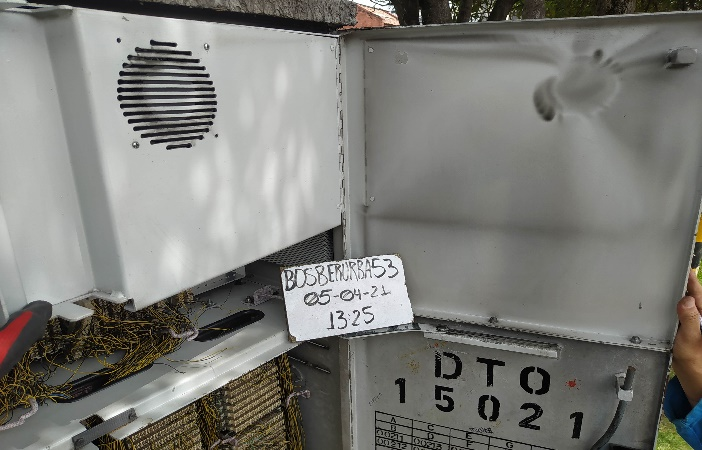 BOSBERURBA53
05-04-21
13:25
DTO
15021
A C E G